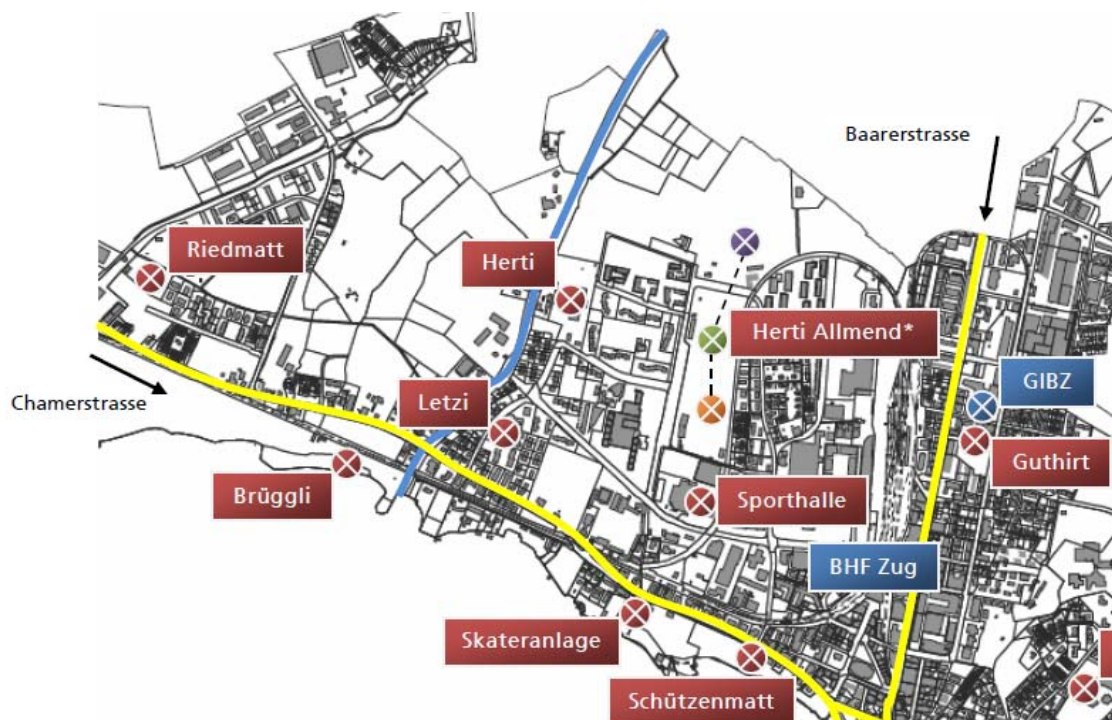 Baarerstrasse
Riedmatt
Herti
Herti Allmend*
GIBZ
Chamerstrasse
Letzi
Guthirt
Brüggli
Sporthalle
BHF Zug
Skateranlage
Schützenmatt